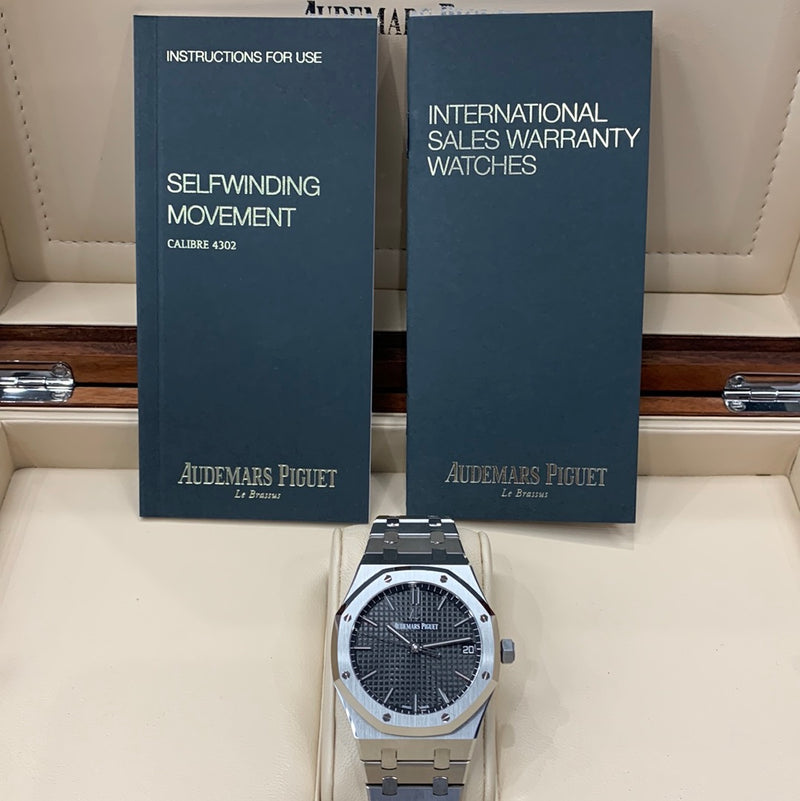 AUDEMARS
INSTRUCTIONS FOR USE
SELFWINDING
MOVEMENT
CALIBRE 4302
AUDEMARS PIGUET
Le Brassus
INTERNATIONAL
SALES WARRANTY
WATCHES
AUDEMARS PIGUET
Le Brassus
AUDEMARS PIGUET
20